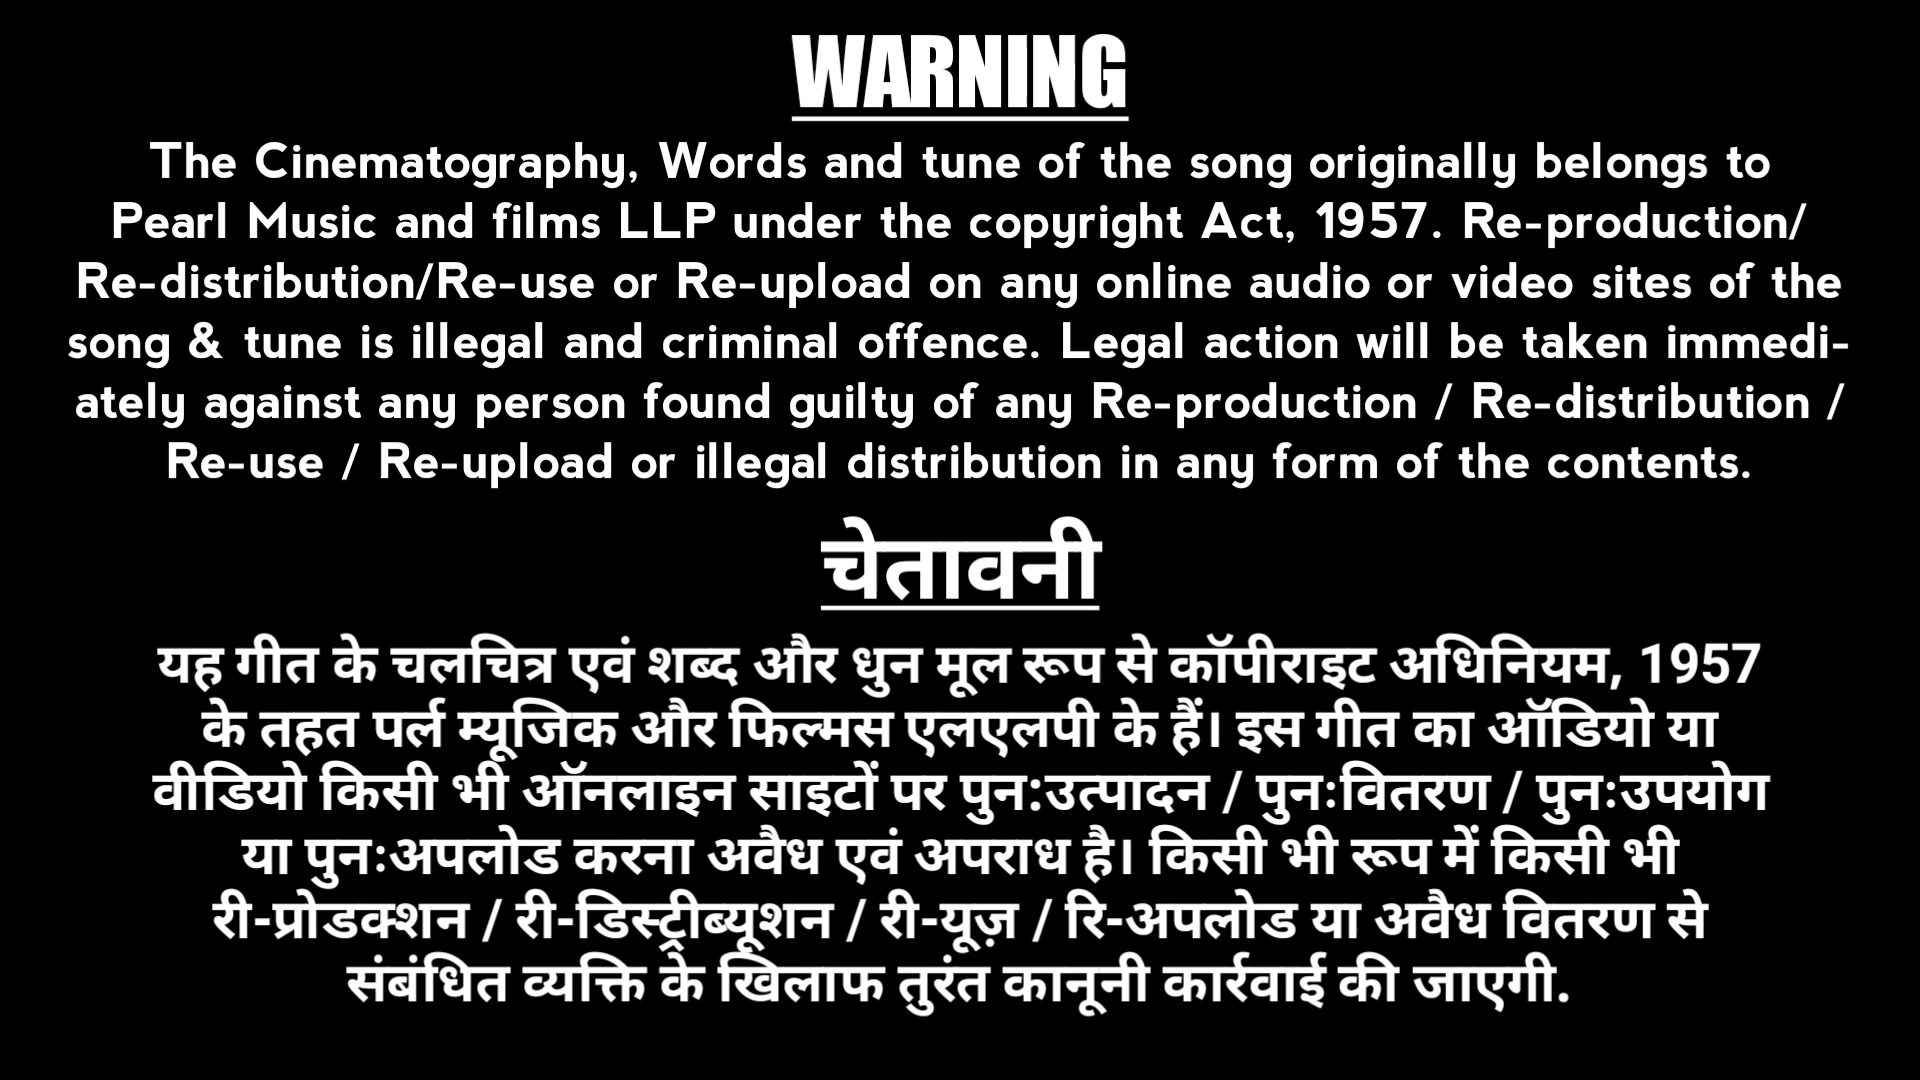 WARNING
The Cinematography, Words and tune of the song originally belongs to
Pearl Music and films LLP under the copyright Act, 1957. Re-production/
Re-distribution/Re-use or Re-upload on any online audio or video sites of the
song & tune is illegal and criminal offence. Legal action will be taken immedi-
ately against any person found guilty of any Re-production / Re-distribution /
Re-use / Re-upload or illegal distribution in any form of the contents.
चेतावनी
यह गीत के चलचित्र एवं शब्द और धुन मूल रूप से कॉपीराइट अधिनियम, 1957
के तहत पर्ल म्यूजिक और फिल्मस एलएलपी के हैं। इस गीत का ऑडियो या
वीडियो किसी भी ऑनलाइन साइटों पर पुन:उत्पादन / पुनःवितरण / पुनःउपयोग
या पुनःअपलोड करना अवैध एवं अपराध है। किसी भी रूप में किसी भी
री-प्रोडक्शन / री-डिस्ट्रीब्यूशन / री-यूज़ / रि-अपलोड या अवैध वितरण से
संबंधित व्यक्ति के खिलाफ तुरंत कानूनी कार्रवाई की जाएगी.